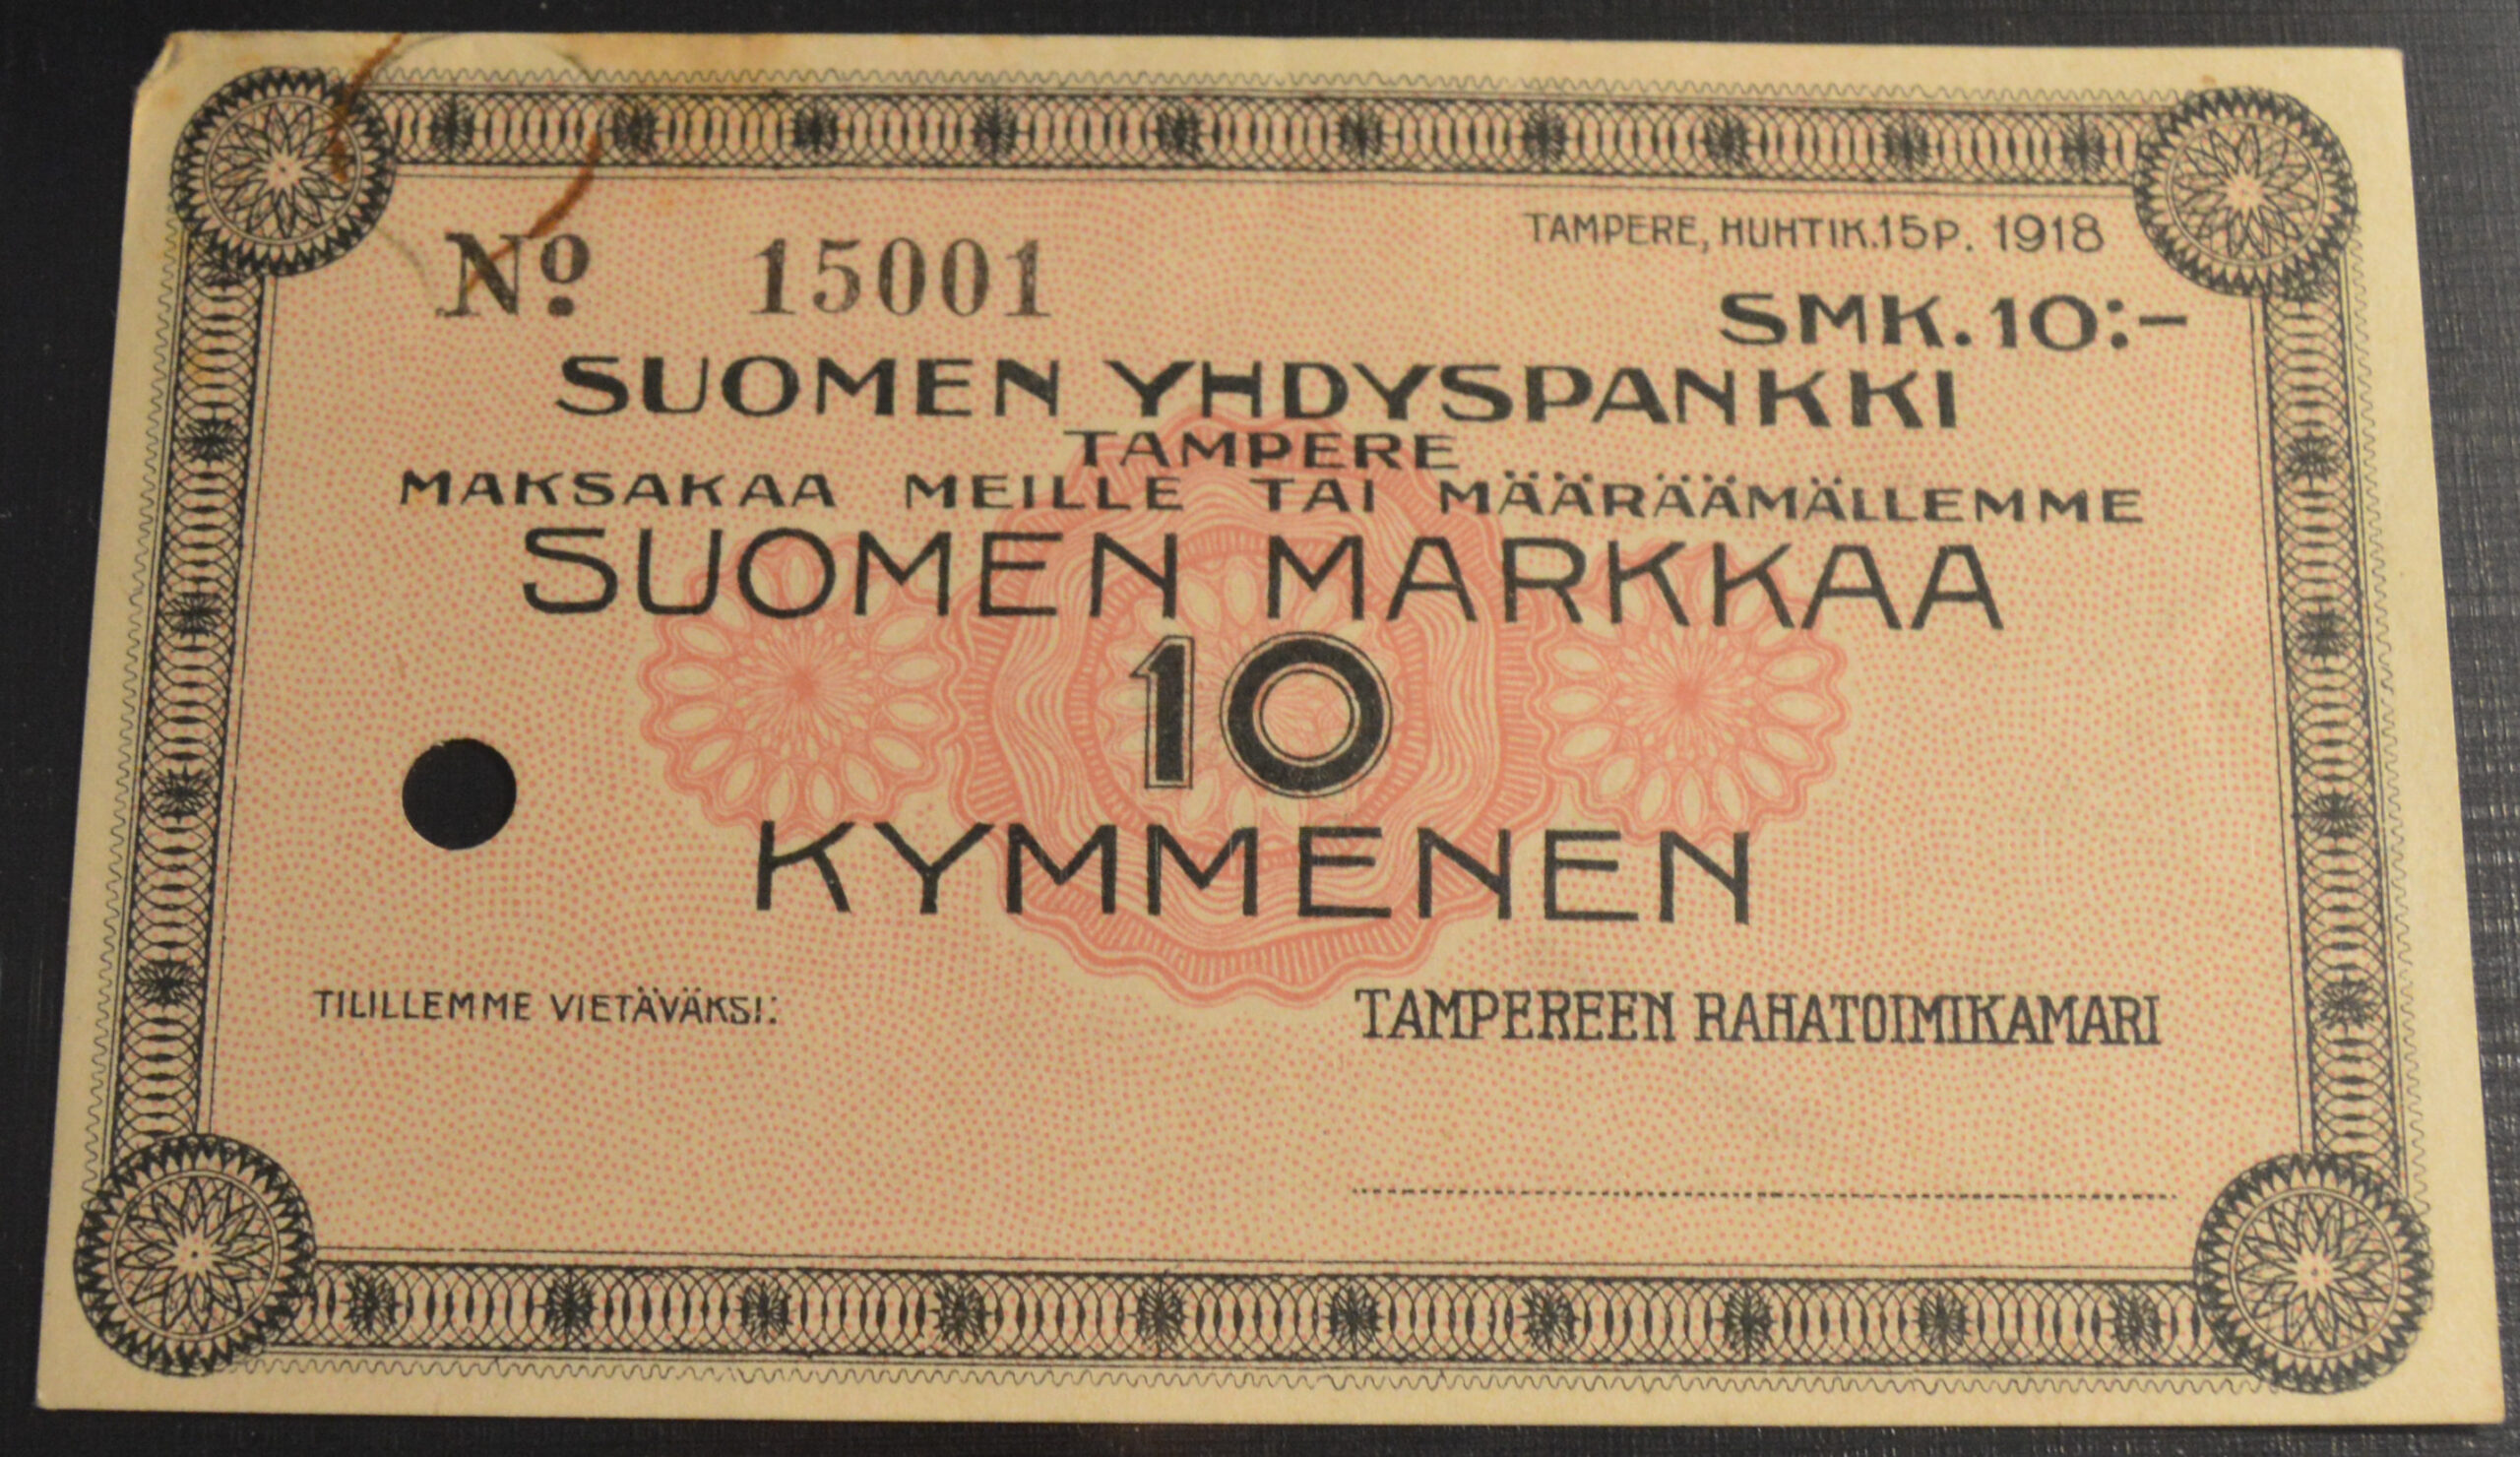 Nº 15001
TAMPERE, HUHTIK.15P. 1918
SMK. 10:-
SUOMEN YHDYSPANKKI
TAMPERE
MAKSAKAA MEILLE TAI MÄÄRÄÄMÄLLEMME
SUOMEN MARKKAA
10
KYMMENEN
TILILLEMME VIETÄVÄKSI:
TAMPEREEN RAHATOIMIKAMARI